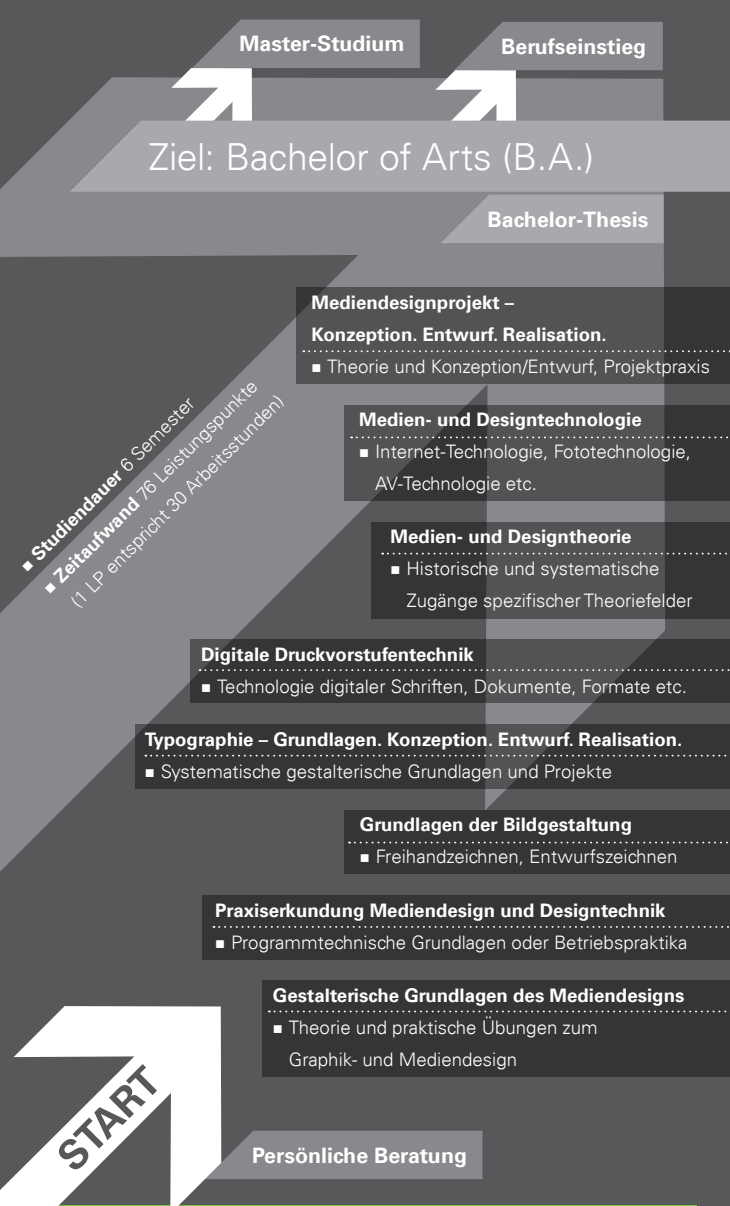 Master-Studium
Berufseinstieg
Ziel: Bachelor of Arts (B.A.)
Bachelor-Thesis
Mediendesignprojekt –
Konzeption. Entwurf. Realisation.
■ Theorie und Konzeption/Entwurf, Projektpraxis
■ Studiendauer 6 Semester
■ Zeitaufwand 76 Leistungspunkte
(1 LP entspricht 30 Arbeitsstunden)
Medien- und Designtechnologie
■ Internet-Technologie, Fototechnologie,
AV-Technologie etc.
Medien- und Designtheorie
■ Historische und systematische
Zugänge spezifischer Theoriefelder
Digitale Druckvorstufentechnik
■ Technologie digitaler Schriften, Dokumente, Formate etc.
Typographie – Grundlagen. Konzeption. Entwurf. Realisation.
■ Systematische gestalterische Grundlagen und Projekte
Grundlagen der Bildgestaltung
■ Freihandzeichnen, Entwurfszeichnen
Praxiserkundung Mediendesign und Designtechnik
■ Programmtechnische Grundlagen oder Betriebspraktika
Gestalterische Grundlagen des Mediendesigns
■ Theorie und praktische Übungen zum
Graphik- und Mediendesign
START
Persönliche Beratung